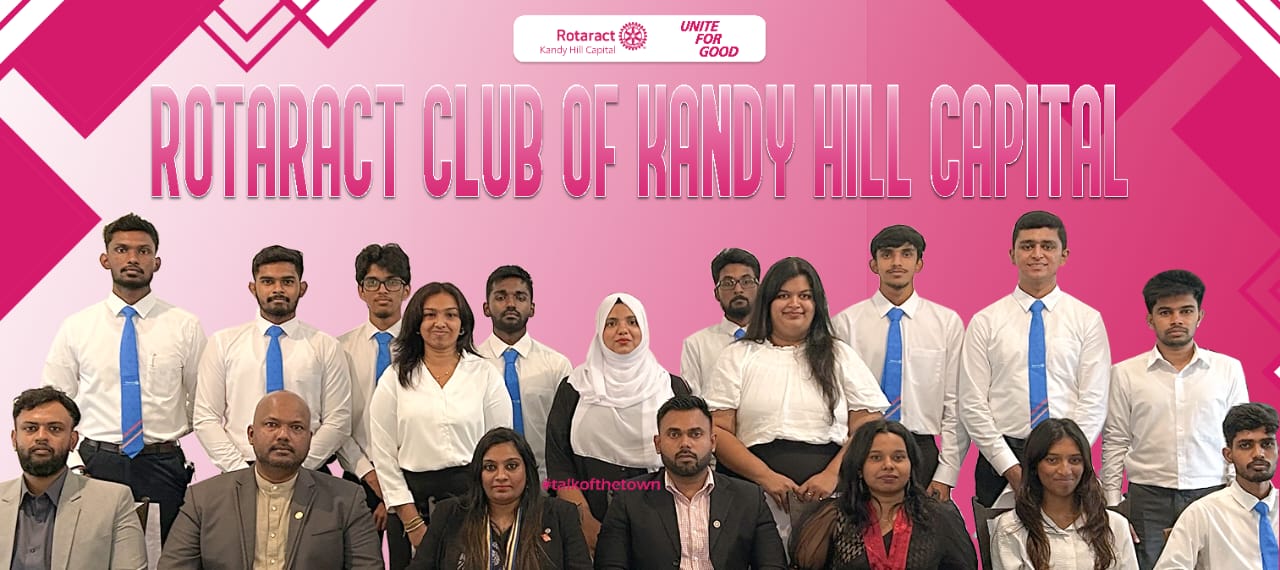 Rotaract
Kandy Hill Capital
UNITE
FOR
GOOD
ROTARACT CLUB OF KANDY HILL CAPITAL
#talkofthetown